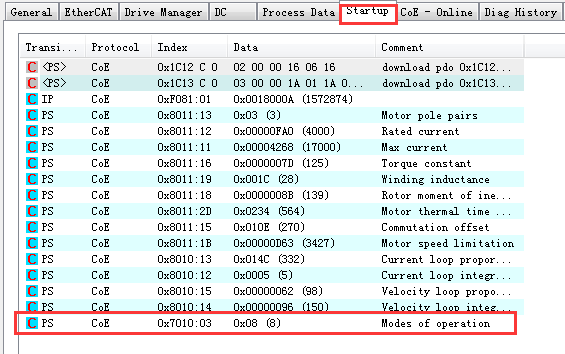 General EtherCAT Drive Manager DC Process Data Startup CoE - Online Diag History
Transi... Protocol Index Data Comment
C <PS> CoE 0x1C12 C 0 02 00 00 16 06 16 download pdo 0x1C12...
C <PS> CoE 0x1C13 C 0 03 00 00 1A 01 1A 0... download pdo 0x1C13...
C IP CoE 0xF081:01 0x0018000A (1572874)
C PS CoE 0x8011:13 0x03 (3) Motor pole pairs
C PS CoE 0x8011:12 0x00000FA0 (4000) Rated current
C PS CoE 0x8011:11 0x00004268 (17000) Max current
C PS CoE 0x8011:16 0x0000007D (125) Torque constant
C PS CoE 0x8011:19 0x001C (28) Winding inductance
C PS CoE 0x8011:18 0x0000008B (139) Rotor moment of ine...
C PS CoE 0x8011:2D 0x0234 (564) Motor thermal time ...
C PS CoE 0x8011:15 0x010E (270) Commutation offset
C PS CoE 0x8011:1B 0x00000D63 (3427) Motor speed limitation
C PS CoE 0x8010:13 0x014C (332) Current loop propor...
C PS CoE 0x8010:12 0x0005 (5) Current loop integr...
C PS CoE 0x8010:15 0x00000062 (98) Velocity loop propo...
C PS CoE 0x8010:14 0x00000096 (150) Velocity loop integ...
C PS CoE 0x7010:03 0x08 (8) Modes of operation